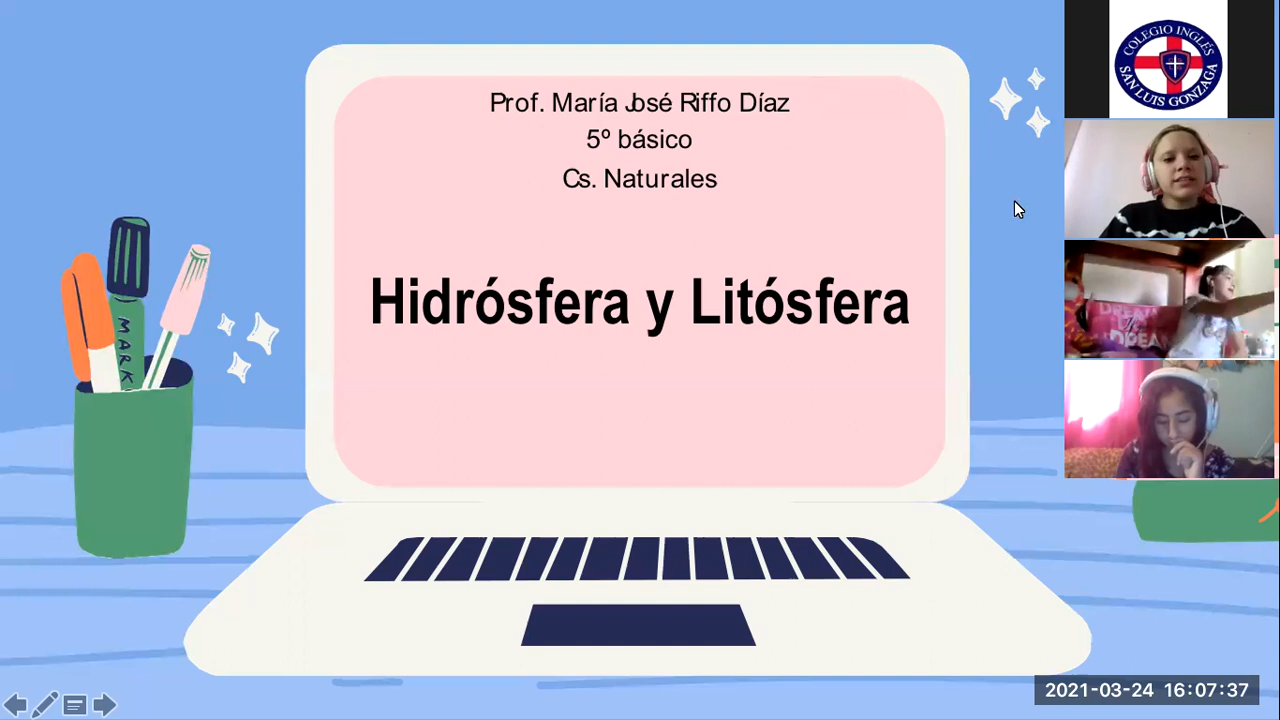 Prof. María José Riffo Díaz
5º básico
Cs. Naturales
Hidrósfera y Litósfera
MARK
COLEGIO INGLÉS
SAN LUIS GONZAGA
DREAM
2021-03-24 16:07:37